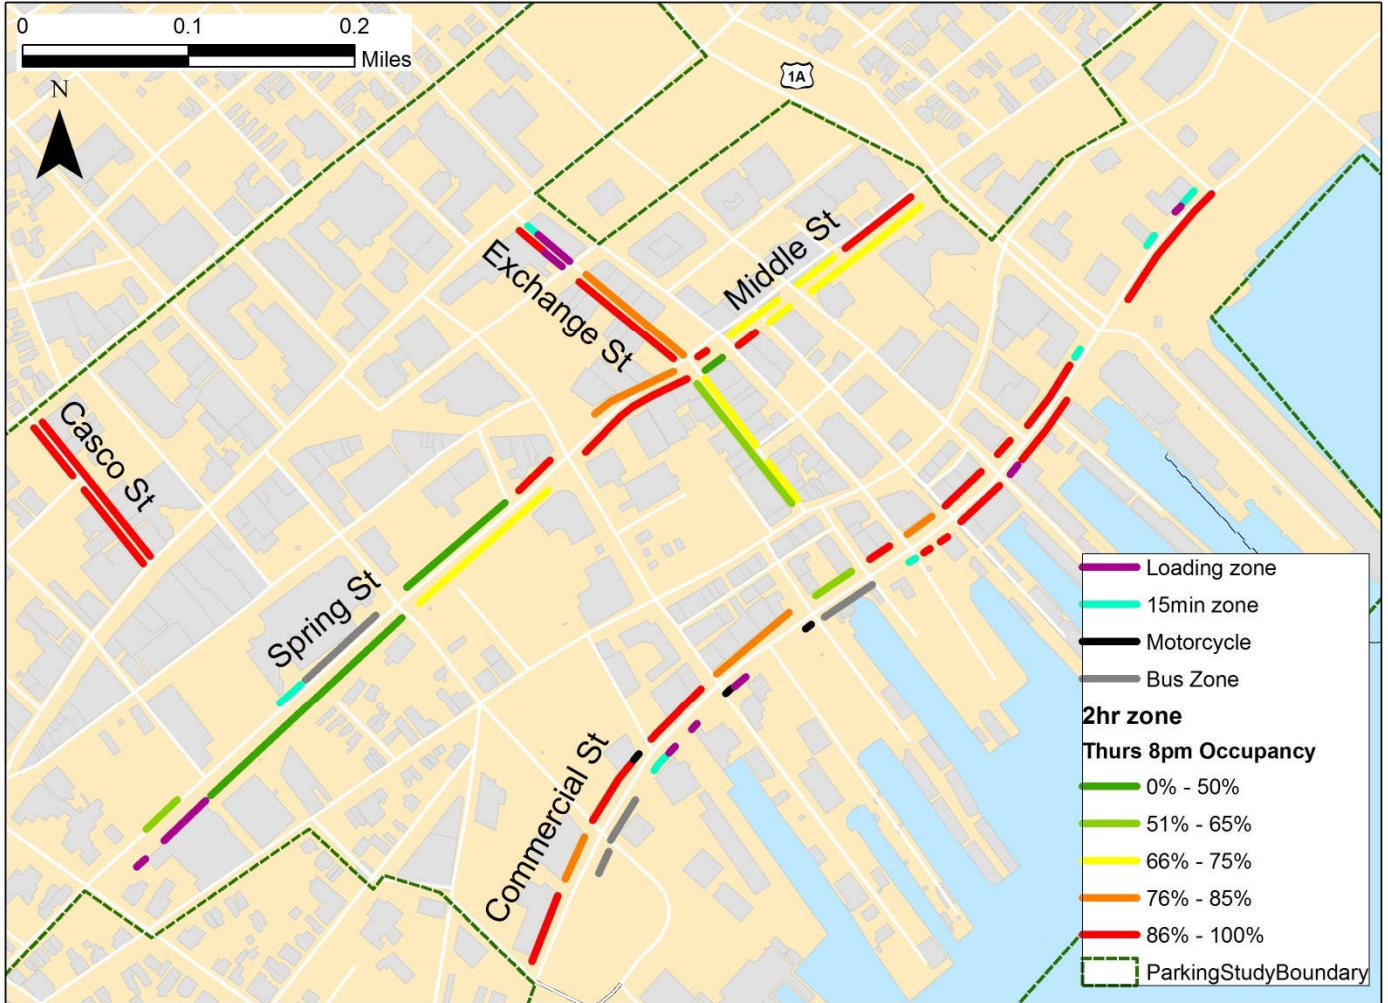 0 0.1 0.2
Miles
N
1A
Middle St
Exchange St
Casco St
Spring St
Commercial St
Loading zone
15min zone
Motorcycle
Bus Zone
2hr zone
Thurs 8pm Occupancy
0% - 50%
51% - 65%
66% - 75%
76% - 85%
86% - 100%
ParkingStudyBoundary